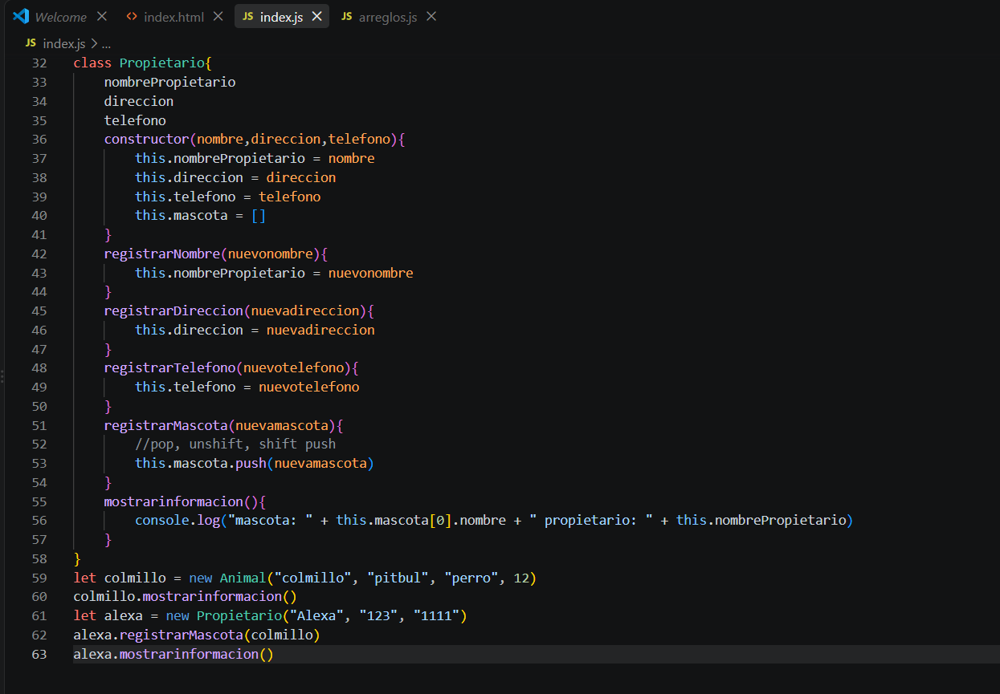 Welcome index.html JS index.js JS arreglos.js
JS index.js > ...
32 class Propietario{
33     nombrePropietario
34     direccion
35     telefono
36     constructor(nombre,direccion,telefono){
37         this.nombrePropietario = nombre
38         this.direccion = direccion
39         this.telefono = telefono
40         this.mascota = []
41     }
42     registrarNombre(nuevonombre){
43         this.nombrePropietario = nuevonombre
44     }
45     registrarDireccion(nuevadireccion){
46         this.direccion = nuevadireccion
47     }
48     registrarTelefono(nuevotelefono){
49         this.telefono = nuevotelefono
50     }
51     registrarMascota(nuevamascota){
52         //pop, unshift, shift push
53         this.mascota.push(nuevamascota)
54     }
55     mostrarinformacion(){
56         console.log("mascota: " + this.mascota[0].nombre + " propietario: " + this.nombrePropietario)
57     }
58 }
59 let colmillo = new Animal("colmillo", "pitbul", "perro", 12)
60 colmillo.mostrarinformacion()
61 let alexa = new Propietario("Alexa", "123", "1111")
62 alexa.registrarMascota(colmillo)
63 alexa.mostrarinformacion()